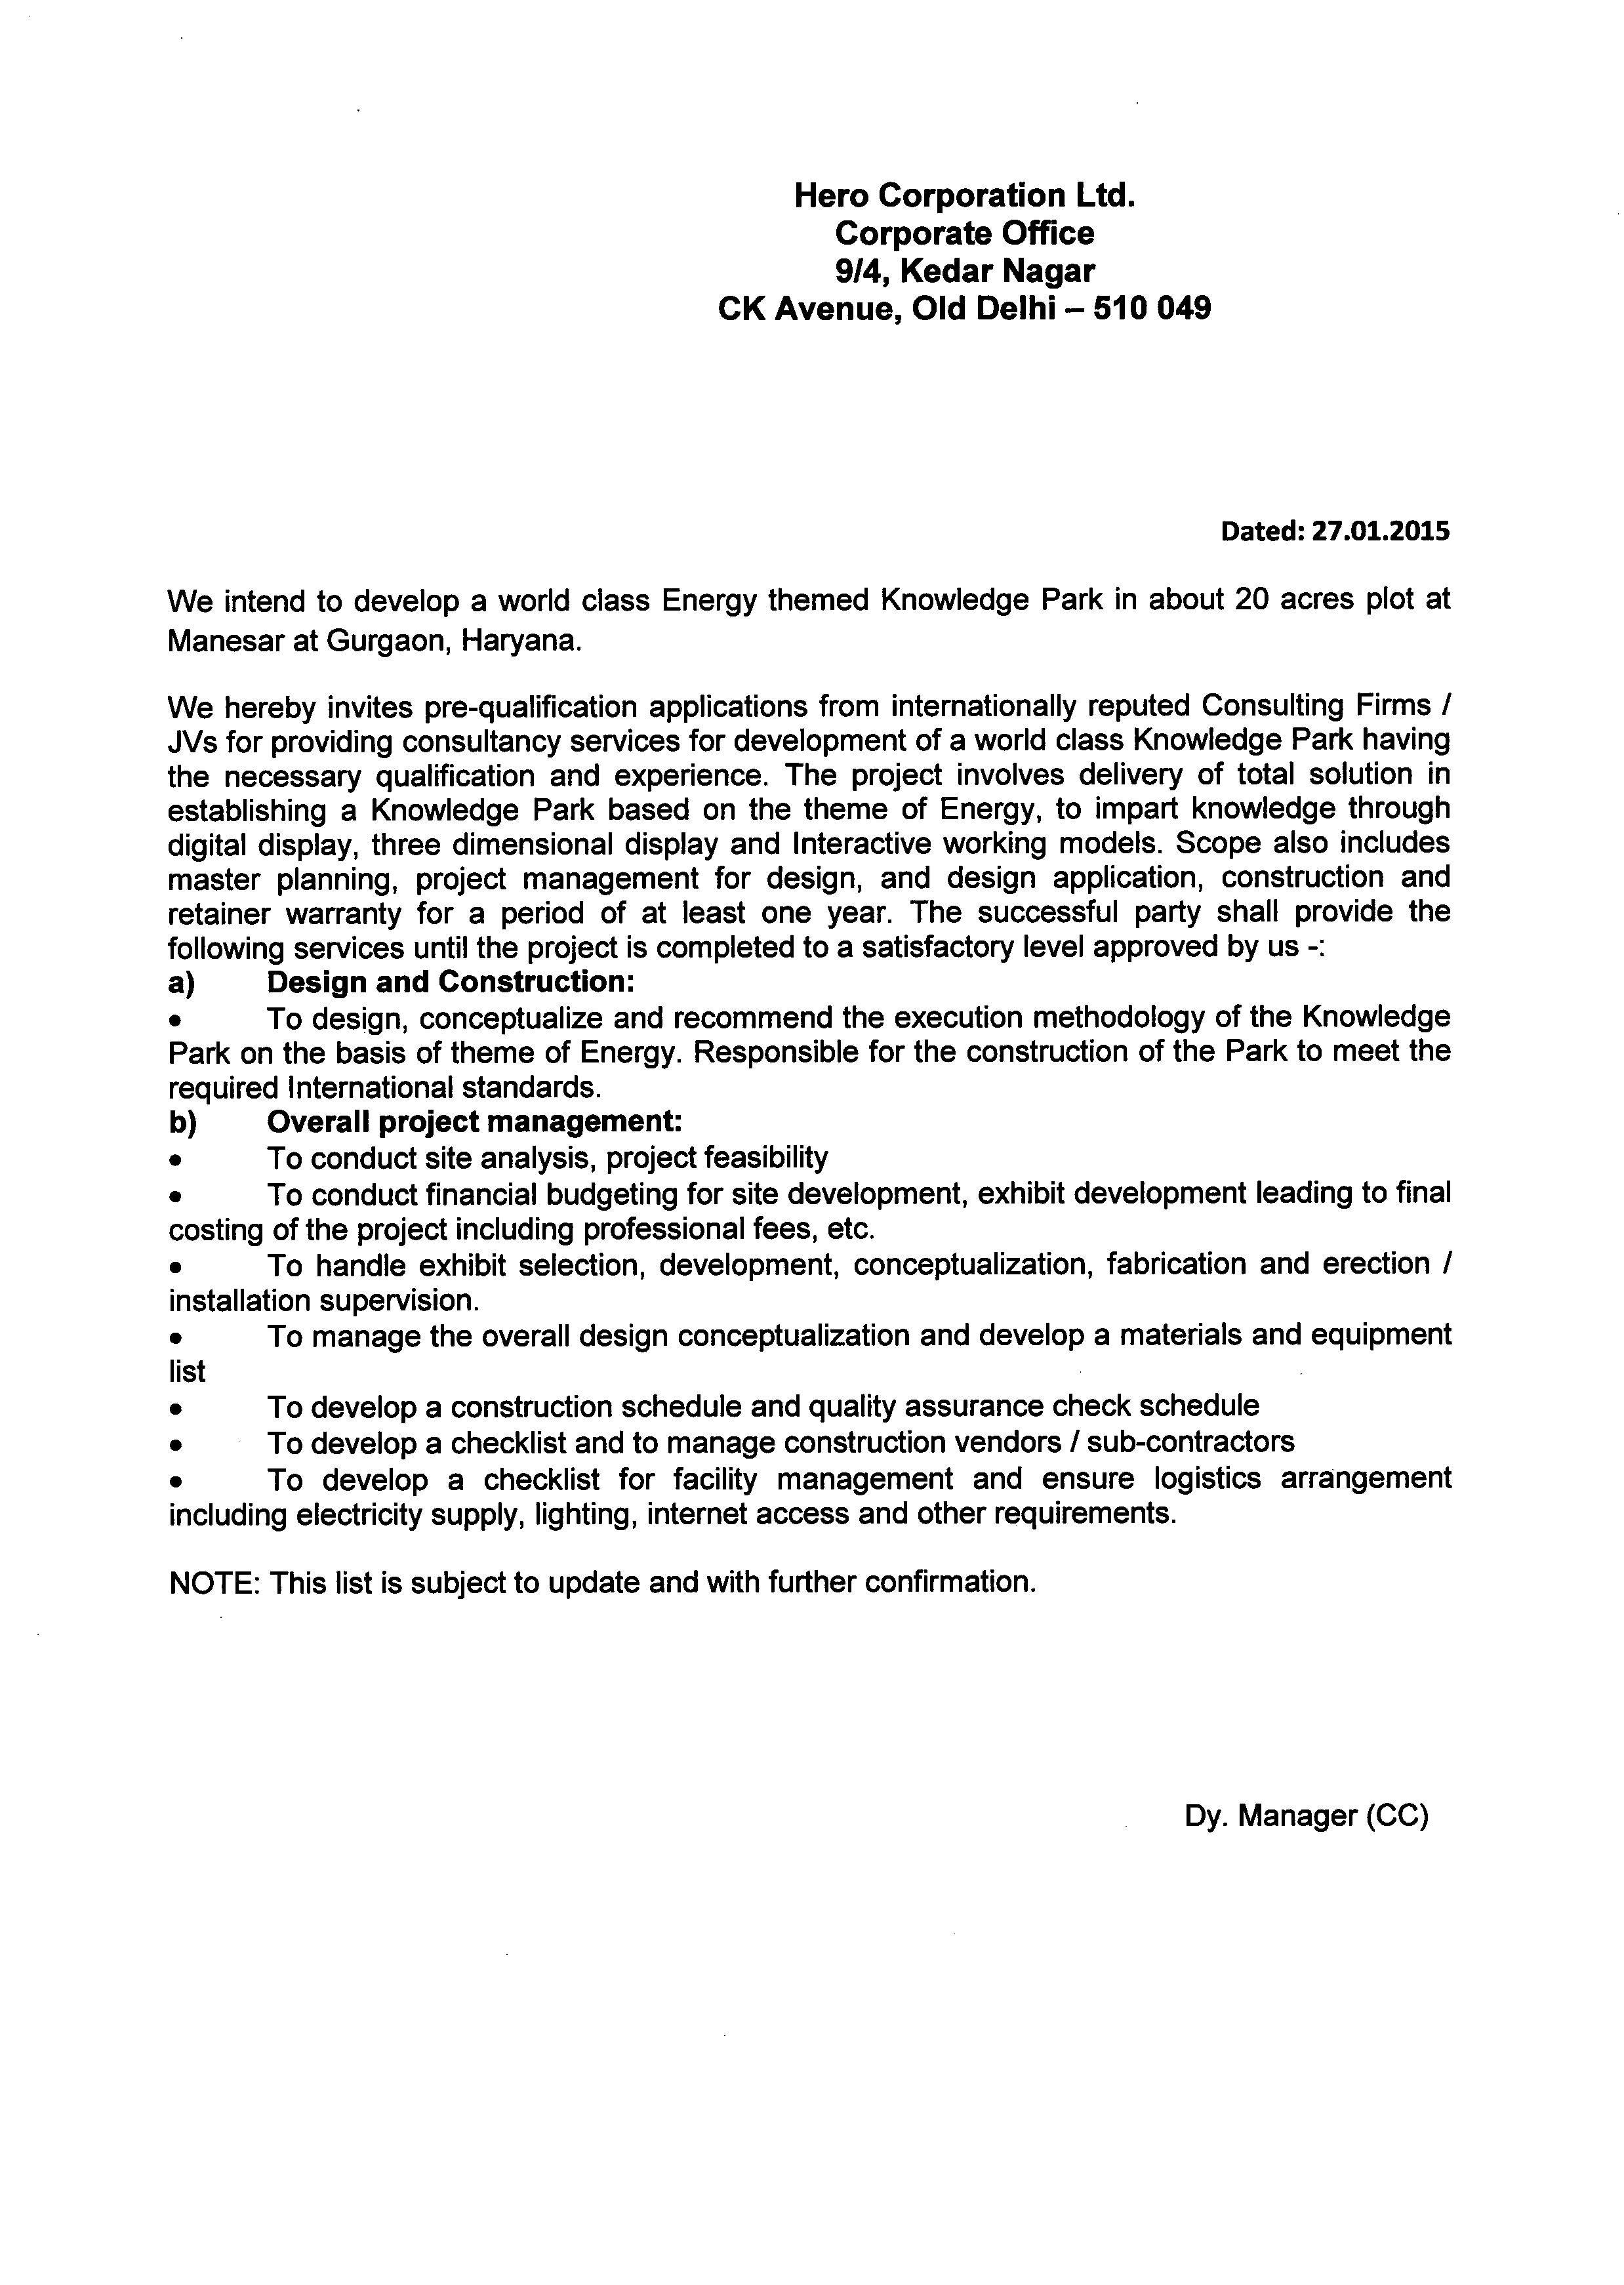 Hero Corporation Ltd.
Corporate Office
9/4, Kedar Nagar
CK Avenue, Old Delhi – 510 049
Dated: 27.01.2015
We intend to develop a world class Energy themed Knowledge Park in about 20 acres plot at
Manesar at Gurgaon, Haryana.
We hereby invites pre-qualification applications from internationally reputed Consulting Firms /
JVs for providing consultancy services for development of a world class Knowledge Park having
the necessary qualification and experience. The project involves delivery of total solution in
establishing a Knowledge Park based on the theme of Energy, to impart knowledge through
digital display, three dimensional display and Interactive working models. Scope also includes
master planning, project management for design, and design application, construction and
retainer warranty for a period of at least one year. The successful party shall provide the
following services until the project is completed to a satisfactory level approved by us -:
a) Design and Construction:
• To design, conceptualize and recommend the execution methodology of the Knowledge
Park on the basis of theme of Energy. Responsible for the construction of the Park to meet the
required International standards.
b) Overall project management:
• To conduct site analysis, project feasibility
• To conduct financial budgeting for site development, exhibit development leading to final
costing of the project including professional fees, etc.
• To handle exhibit selection, development, conceptualization, fabrication and erection /
installation supervision.
• To manage the overall design conceptualization and develop a materials and equipment
list
• To develop a construction schedule and quality assurance check schedule
• To develop a checklist and to manage construction vendors / sub-contractors
• To develop a checklist for facility management and ensure logistics arrangement
including electricity supply, lighting, internet access and other requirements.
NOTE: This list is subject to update and with further confirmation.
Dy. Manager (CC)